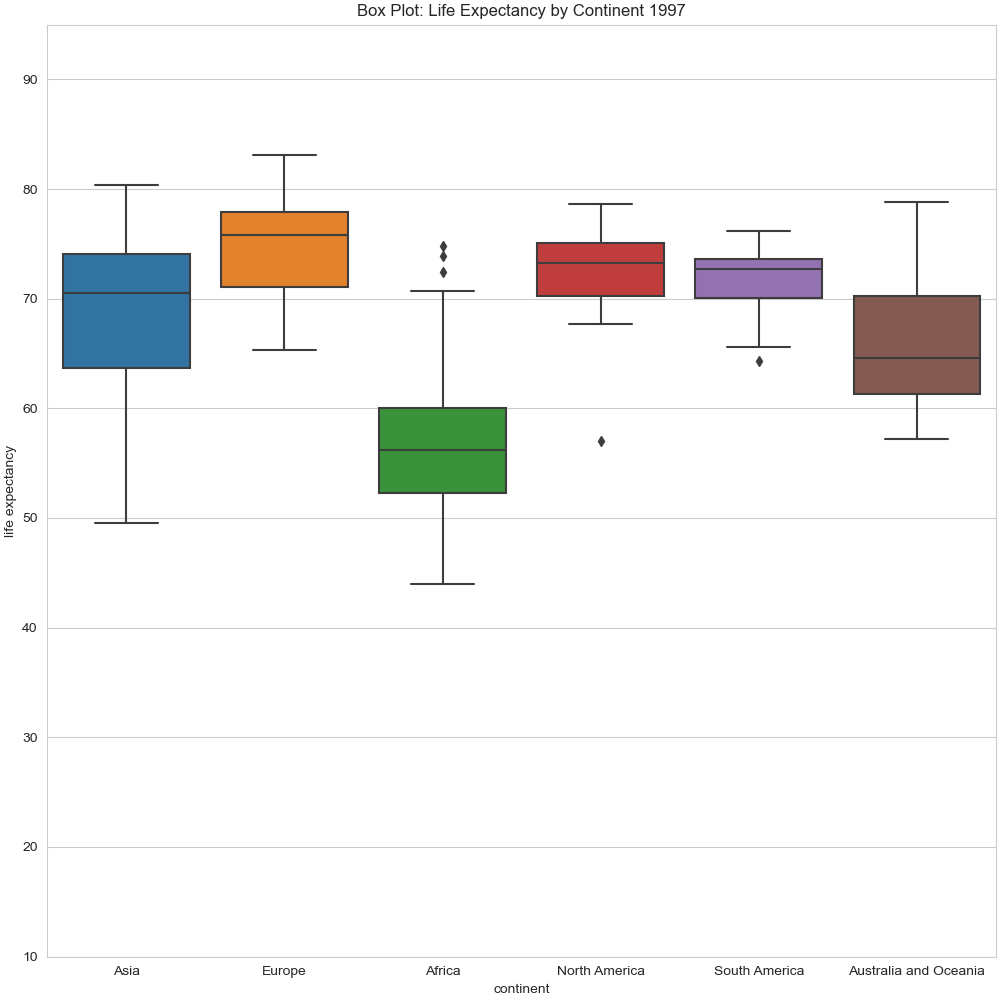 Box Plot: Life Expectancy by Continent 1997
life expectancy
90
80
70
60
50
40
30
20
10
Asia Europe Africa North America South America Australia and Oceania
continent